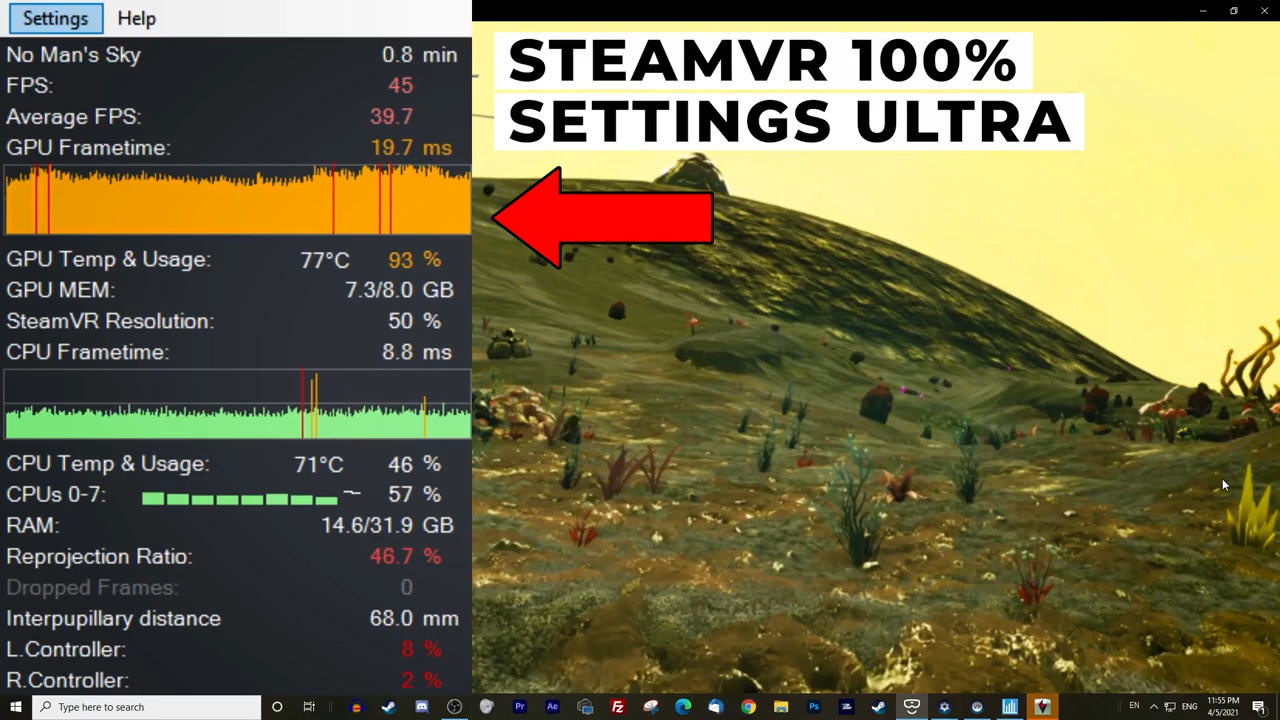 Settings Help
STEAMVR 100%
SETTINGS ULTRA
No Man's Sky 0.8 min
FPS: 45
Average FPS: 39.7
GPU Frametime: 19.7 ms
GPU Temp & Usage: 77°C 93 %
GPU MEM: 7.3/8.0 GB
SteamVR Resolution: 50 %
CPU Frametime: 8.8 ms
CPU Temp & Usage: 71°C 46 %
CPUs 0-7: 57 %
RAM: 14.6/31.9 GB
Reprojection Ratio: 46.7 %
Dropped Frames: 0
Interpupillary distance 68.0 mm
L.Controller: 8 %
R.Controller: 2 %
Type here to search
Pr Ae Fz Ps
EN ENG 11:55 PM
4/5/2021